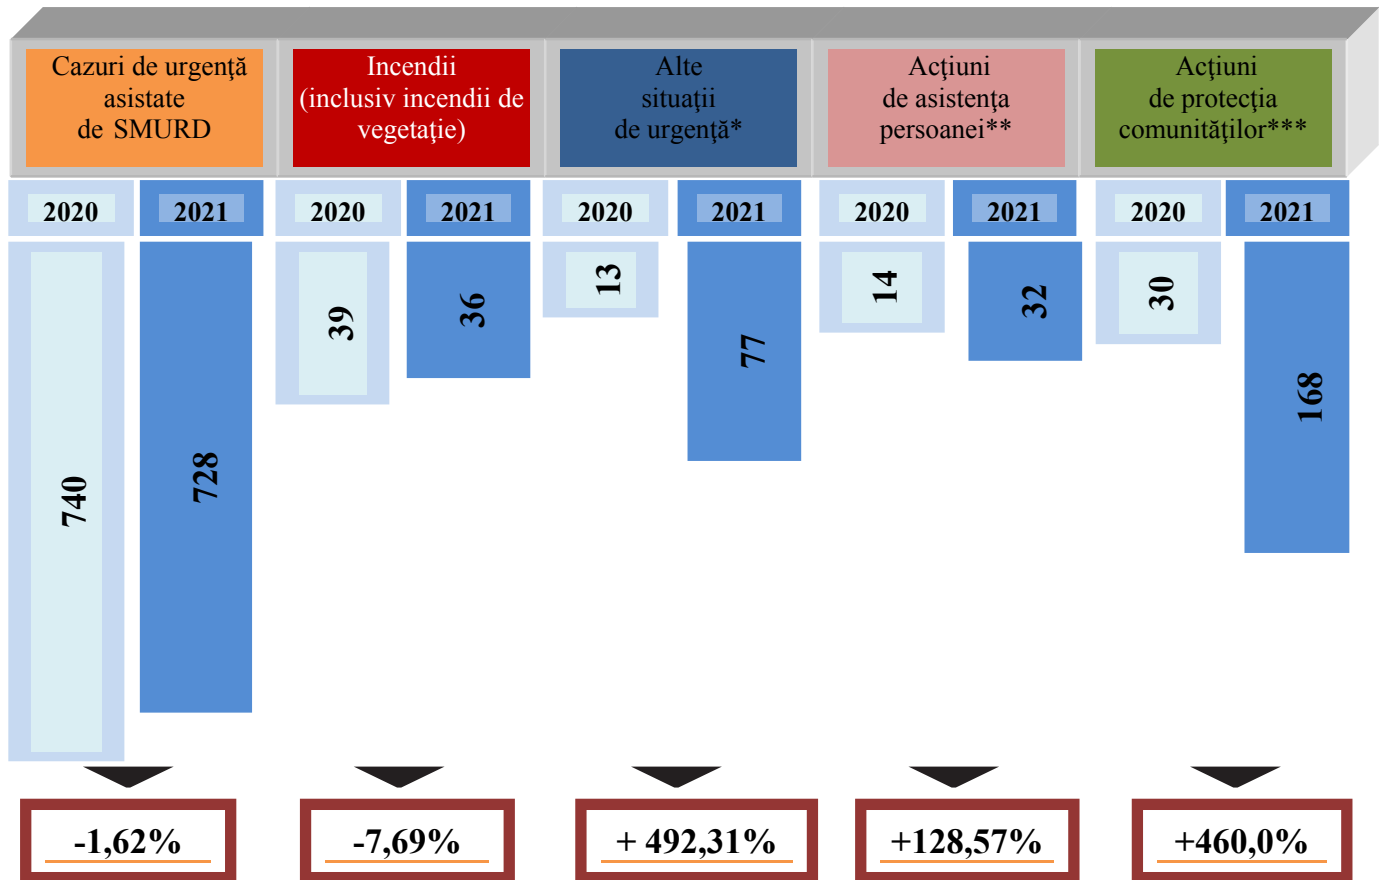 Cazuri de urgenţă
asistate
de SMURD
Incendii
(inclusiv incendii de
vegetaţie)
Alte
situaţii
de urgenţă*
Acţiuni
de asistenţa
persoanei**
Acţiuni
de protecţia
comunităţilor***
2020 2021 2020 2021 2020 2021 2020 2021 2020 2021
740
728
39
36
13
77
14
32
30
168
-1,62% -7,69% + 492,31% +128,57% +460,0%